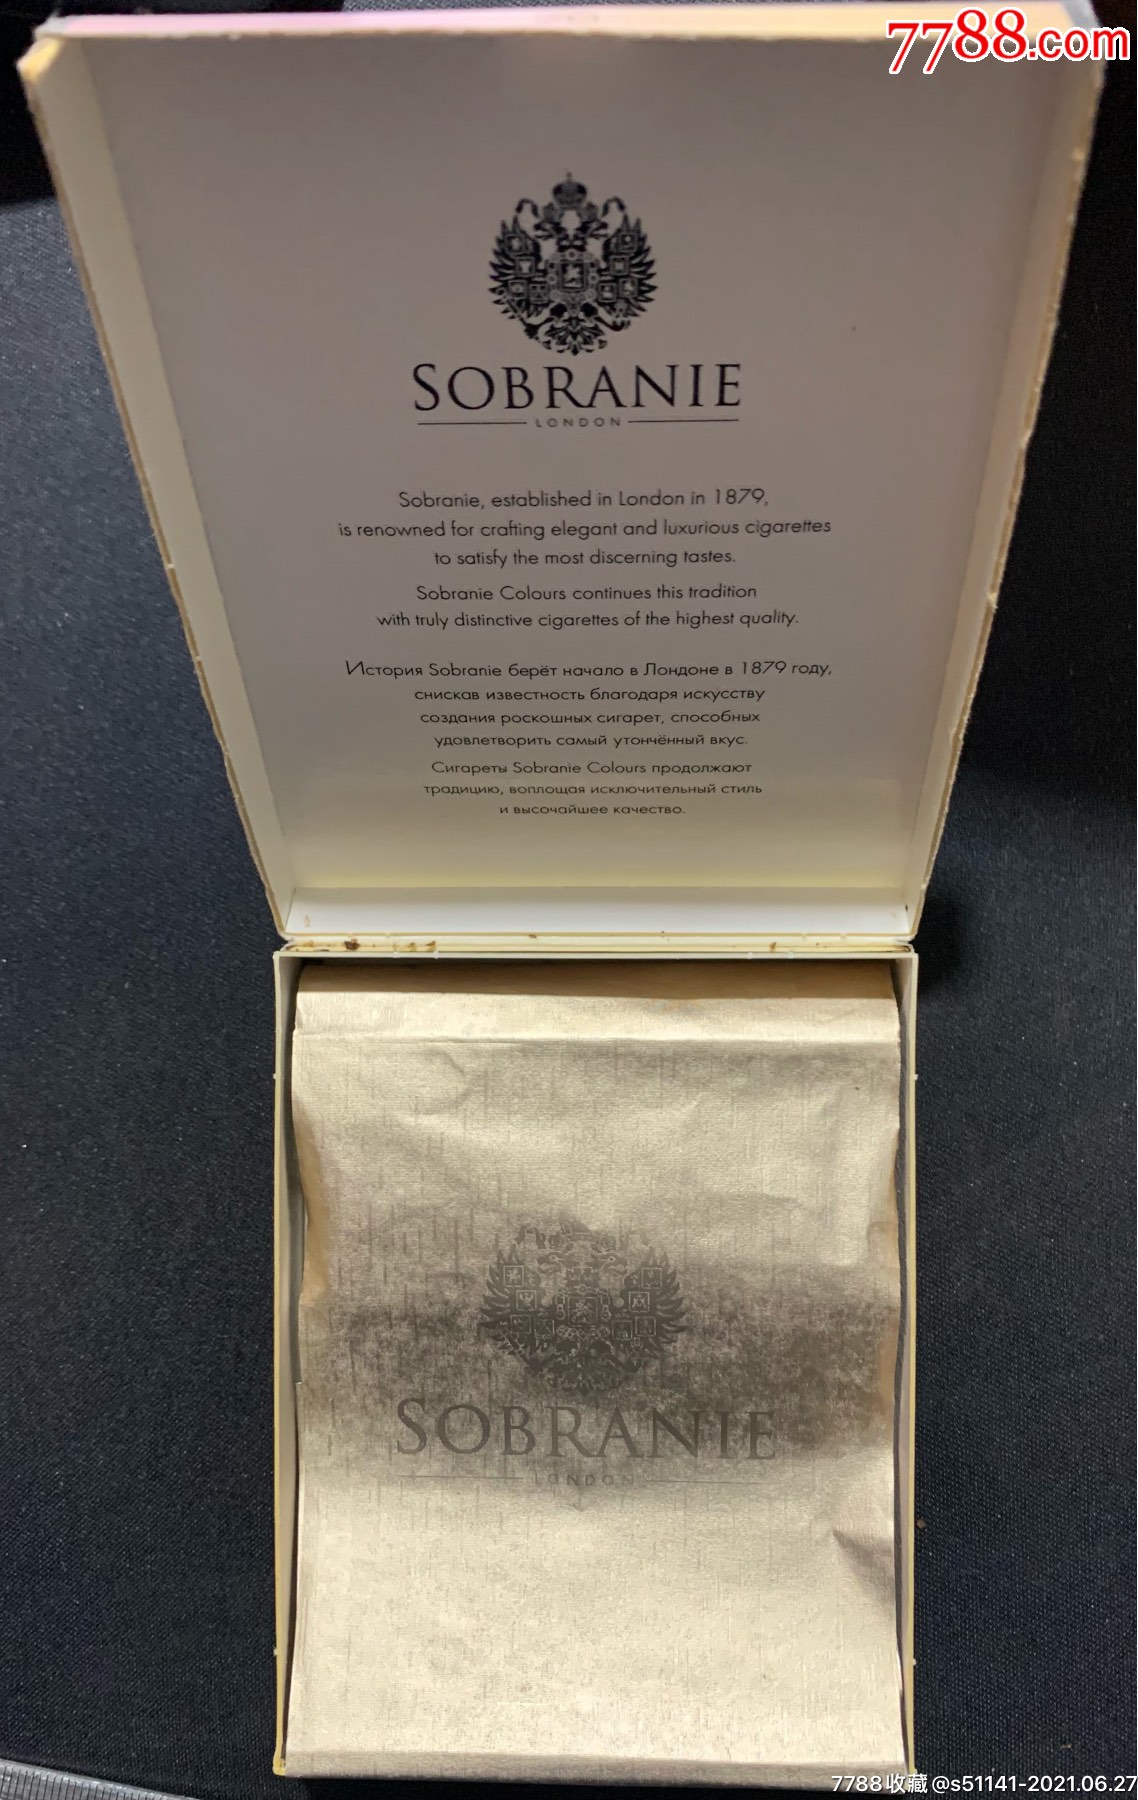 7788.com
SOBRANIE
LONDON
Sobranie, established in London in 1879,
is renowned for crafting elegant and luxurious cigarettes
to satisfy the most discerning tastes.
Sobranie Colours continues this tradition
with truly distinctive cigarettes of the highest quality.
История Sobranie берёт начало в Лондоне в 1879 году,
снискав известность благодаря искусству
создания роскошных сигарет, способных
удовлетворить самый утончённый вкус.
Сигареты Sobranie Colours продолжают
традицию, воплощая исключительный стиль
и высочайшее качество.
SOBRANIE
LONDON
7788收藏@s51141-2021.06.27